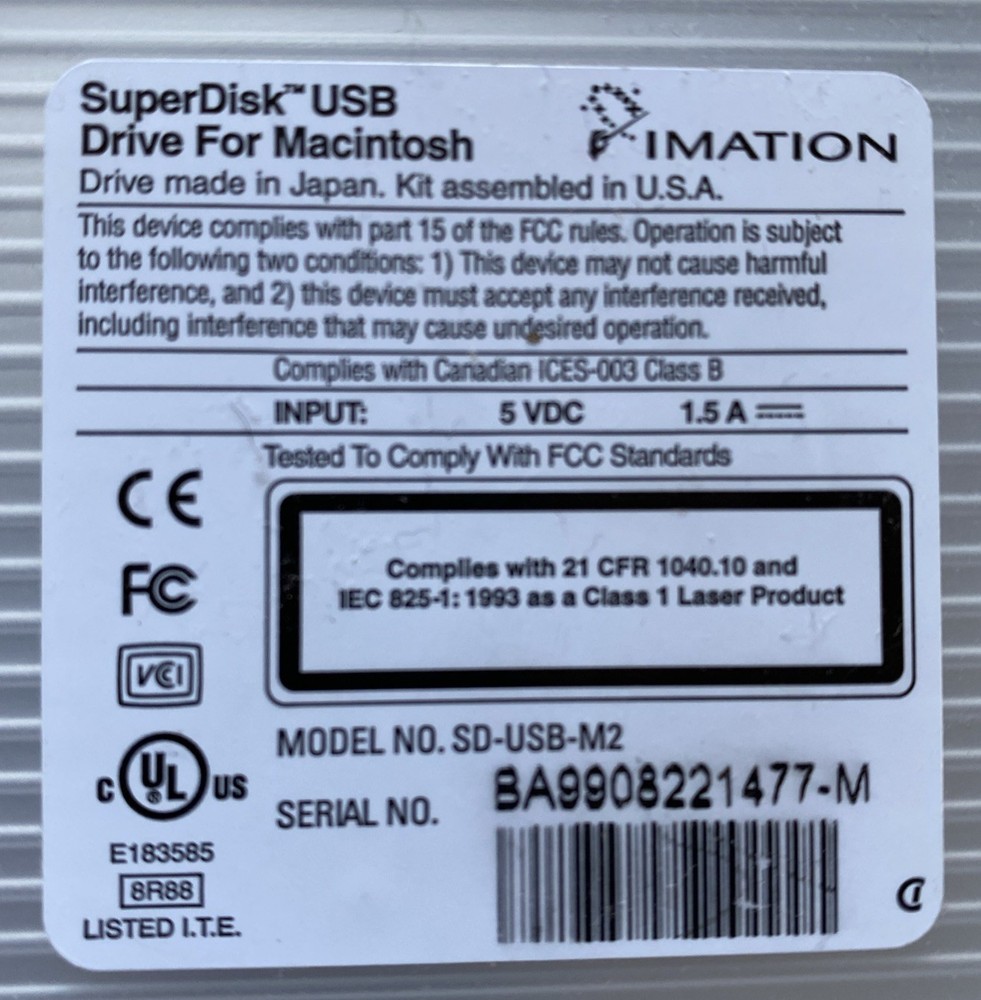 SuperDisk™ USB
Drive For Macintosh
IMATION
Drive made in Japan. Kit assembled in U.S.A.
This device complies with part 15 of the FCC rules. Operation is subject
to the following two conditions: 1) This device may not cause harmful
interference, and 2) this device must accept any interference received,
including interference that may cause undesired operation.
Complies with Canadian ICES-003 Class B
INPUT: 5 VDC 1.5 A
Tested To Comply With FCC Standards
CE
FC
VCI
Complies with 21 CFR 1040.10 and
IEC 825-1: 1993 as a Class 1 Laser Product
MODEL NO. SD-USB-M2
SERIAL NO. BA9908221477-M
C UL US
E183585
8R88
LISTED I.T.E.